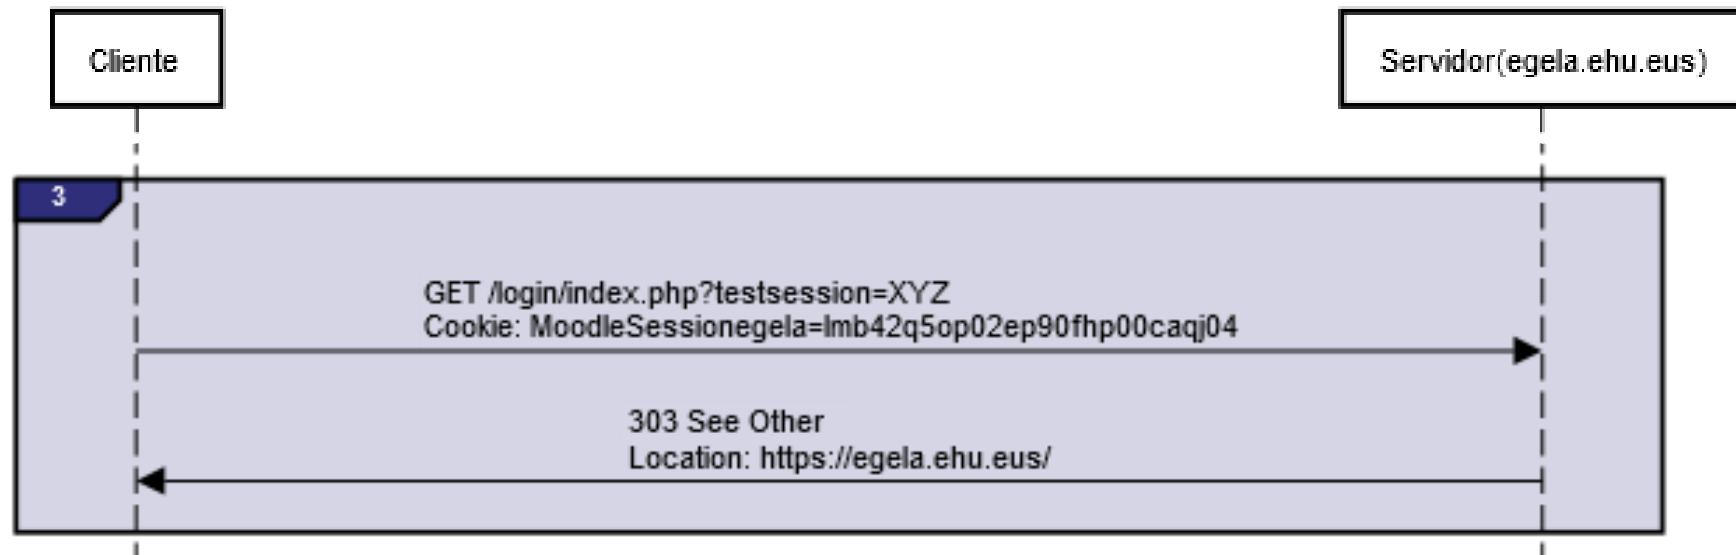 Cliente
Servidor(egela.ehu.eus)
3
GET /login/index.php?testsession=XYZ
Cookie: MoodleSessionegela=lmb42q5op02ep90fhp00caqj04
303 See Other
Location: https://egela.ehu.eus/